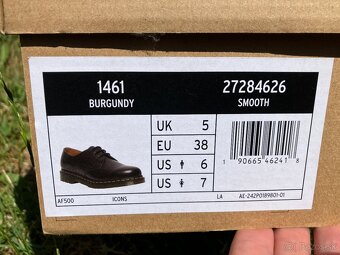 1461
BURGUNDY
27284626
SMOOTH
UK 5
EU 38
US 6
US 7
1 90665 46241 8
AF500
ICONS
LA
AE-242P0189B01-01